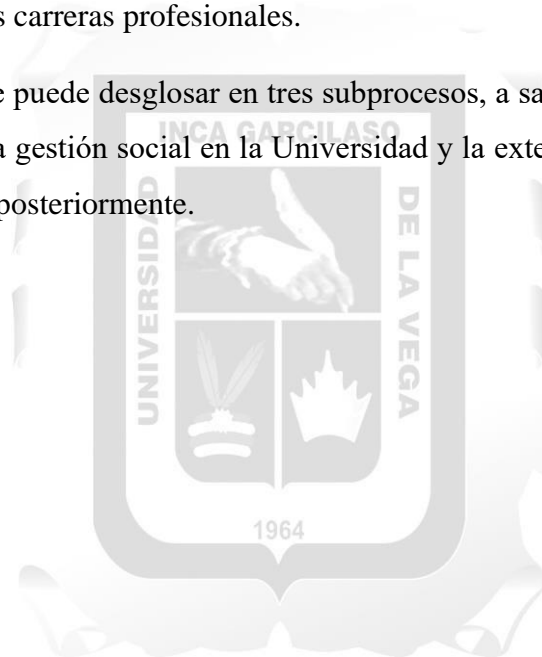 s carreras profesionales.
e puede desglosar en tres subprocesos, a sa
INCA GARCILASO
a gestión social en la Universidad y la exte
posteriormente.
UNIVERSIDAD
DE LA VEGA
1964